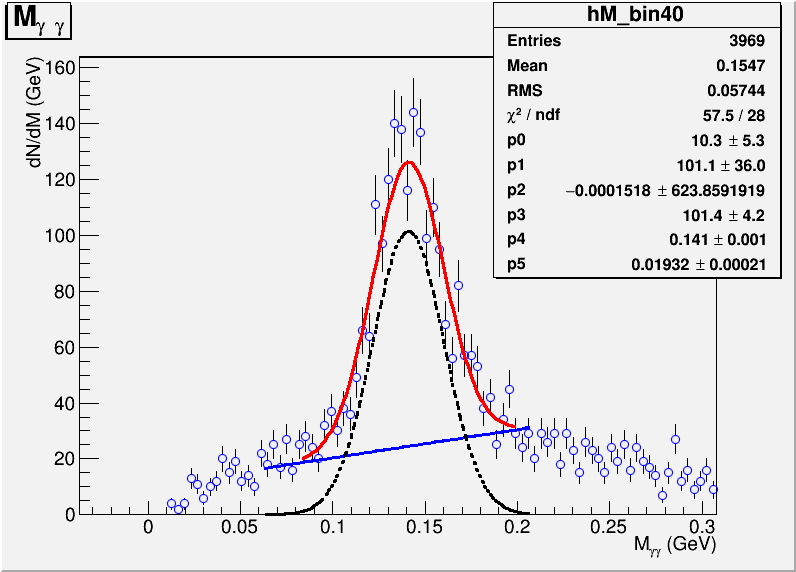 M_γ γ
hM_bin40
Entries 3969
Mean 0.1547
RMS 0.05744
χ² / ndf 57.5 / 28
p0 10.3 ± 5.3
p1 101.1 ± 36.0
p2 −0.0001518 ± 623.8591919
p3 101.4 ± 4.2
p4 0.141 ± 0.001
p5 0.01932 ± 0.00021
dN/dM (GeV)
160
140
120
100
80
60
40
20
0
0 0.05 0.1 0.15 0.2 0.25 0.3
M_γγ (GeV)